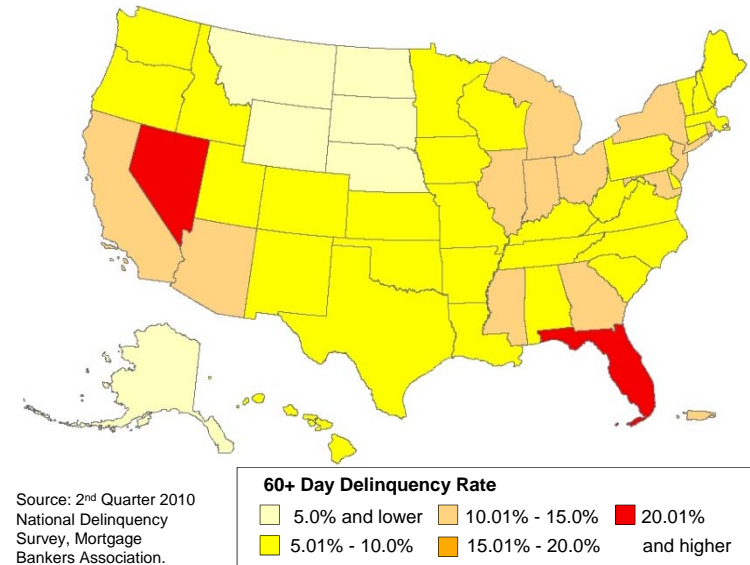 Source: 2nd Quarter 2010
National Delinquency
Survey, Mortgage
Bankers Association.
60+ Day Delinquency Rate
5.0% and lower
10.01% - 15.0%
20.01%
and higher
5.01% - 10.0%
15.01% - 20.0%